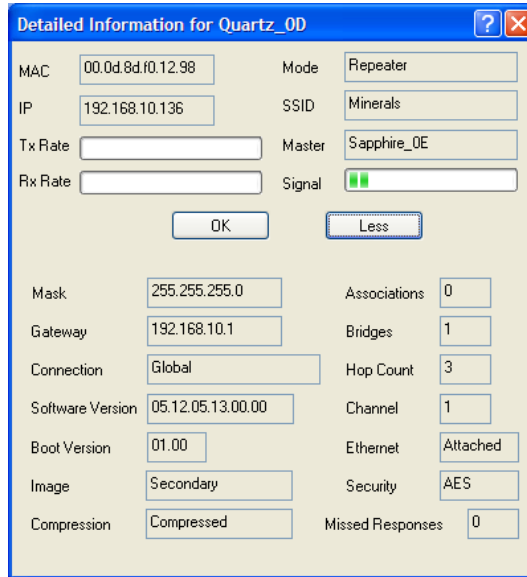 Detailed Information for Quartz_0D
MAC 00.0d.8d.f0.12.98 Mode Repeater
IP 192.168.10.136 SSID Minerals
Tx Rate Master Sapphire_0E
Rx Rate Signal
OK Less
Mask 255.255.255.0 Associations 0
Gateway 192.168.10.1 Bridges 1
Connection Global Hop Count 3
Software Version 05.12.05.13.00.00 Channel 1
Boot Version 01.00 Ethernet Attached
Image Secondary Security AES
Compression Compressed Missed Responses 0